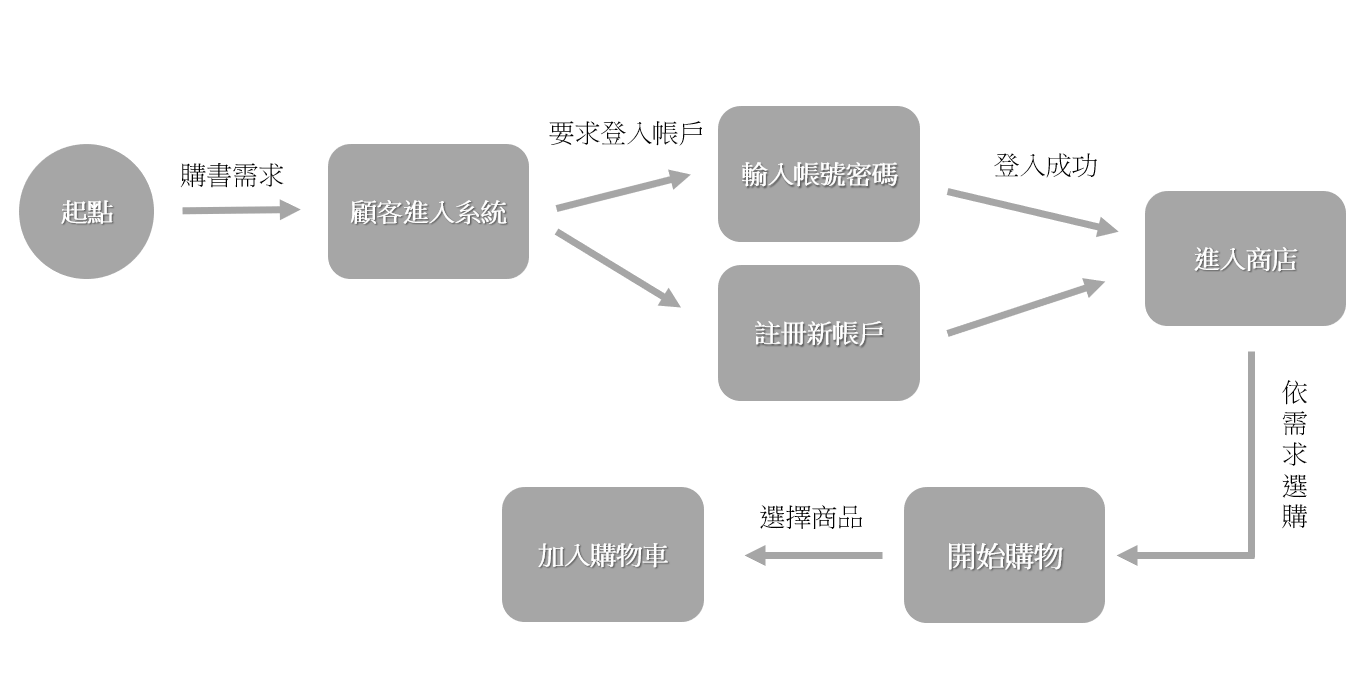 起點
購書需求
顧客進入系統
要求登入帳戶
輸入帳號密碼
註冊新帳戶
登入成功
進入商店
依需求選購
開始購物
選擇商品
加入購物車